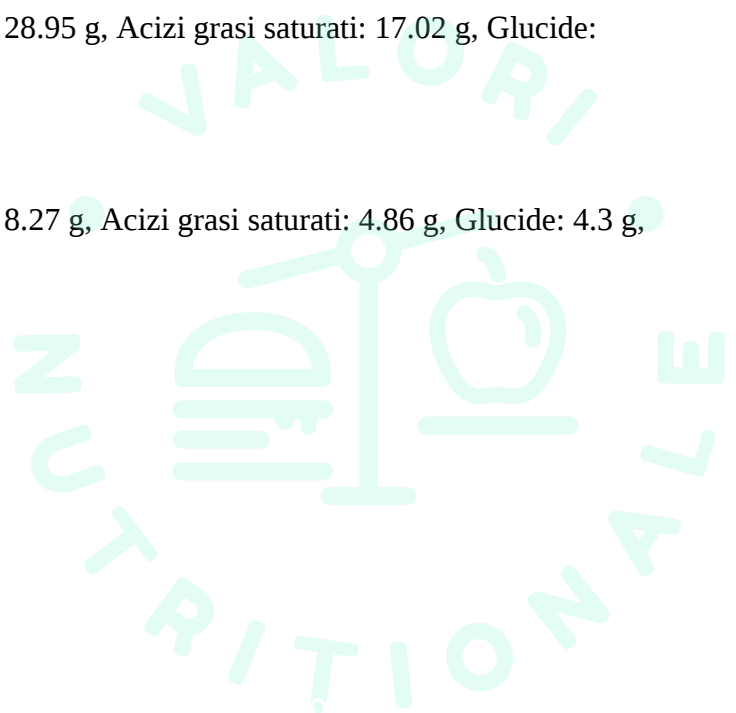 28.95 g, Acizi grasi saturati: 17.02 g, Glucide:
VALORI
8.27 g, Acizi grasi saturati: 4.86 g, Glucide: 4.3 g,
NUTRIȚIONALE